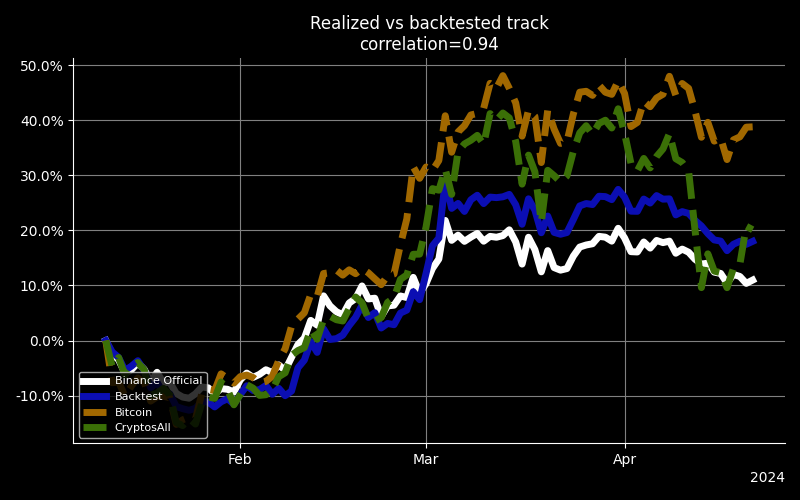 Realized vs backtested track
correlation=0.94
50.0%
40.0%
30.0%
20.0%
10.0%
0.0%
-10.0%
Binance Official
Backtest
Bitcoin
CryptosAll
Feb
Mar
Apr
2024